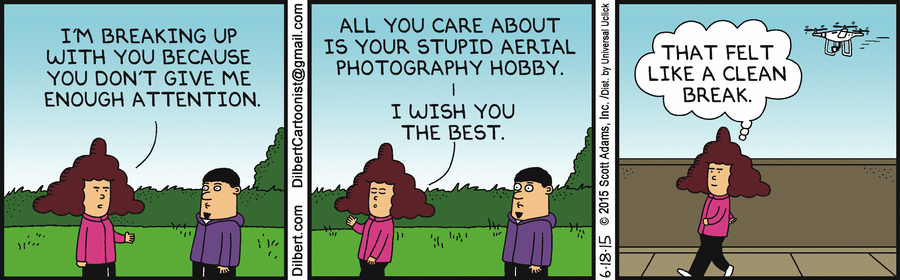 I'M BREAKING UP
WITH YOU BECAUSE
YOU DON'T GIVE ME
ENOUGH ATTENTION.
Dilbert.com DilbertCartoonist@gmail.com
ALL YOU CARE ABOUT
IS YOUR STUPID AERIAL
PHOTOGRAPHY HOBBY.
I WISH YOU
THE BEST.
6-18-15 © 2015 Scott Adams, Inc. /Dist. by Universal Uclick
THAT FELT
LIKE A CLEAN
BREAK.